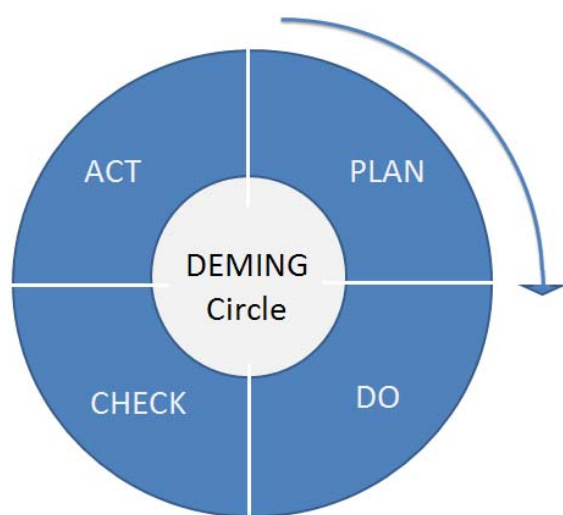 ACT
PLAN
DEMING
Circle
CHECK
DO